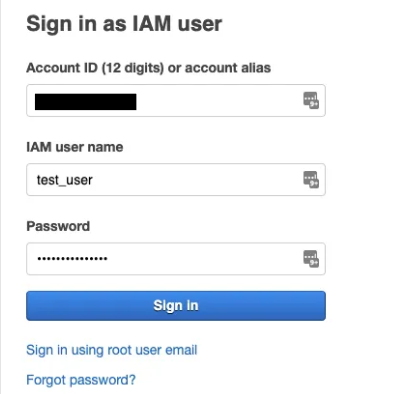 Sign in as IAM user
Account ID (12 digits) or account alias
IAM user name
test_user
Password
•••••••••••••••
Sign in
Sign in using root user email
Forgot password?